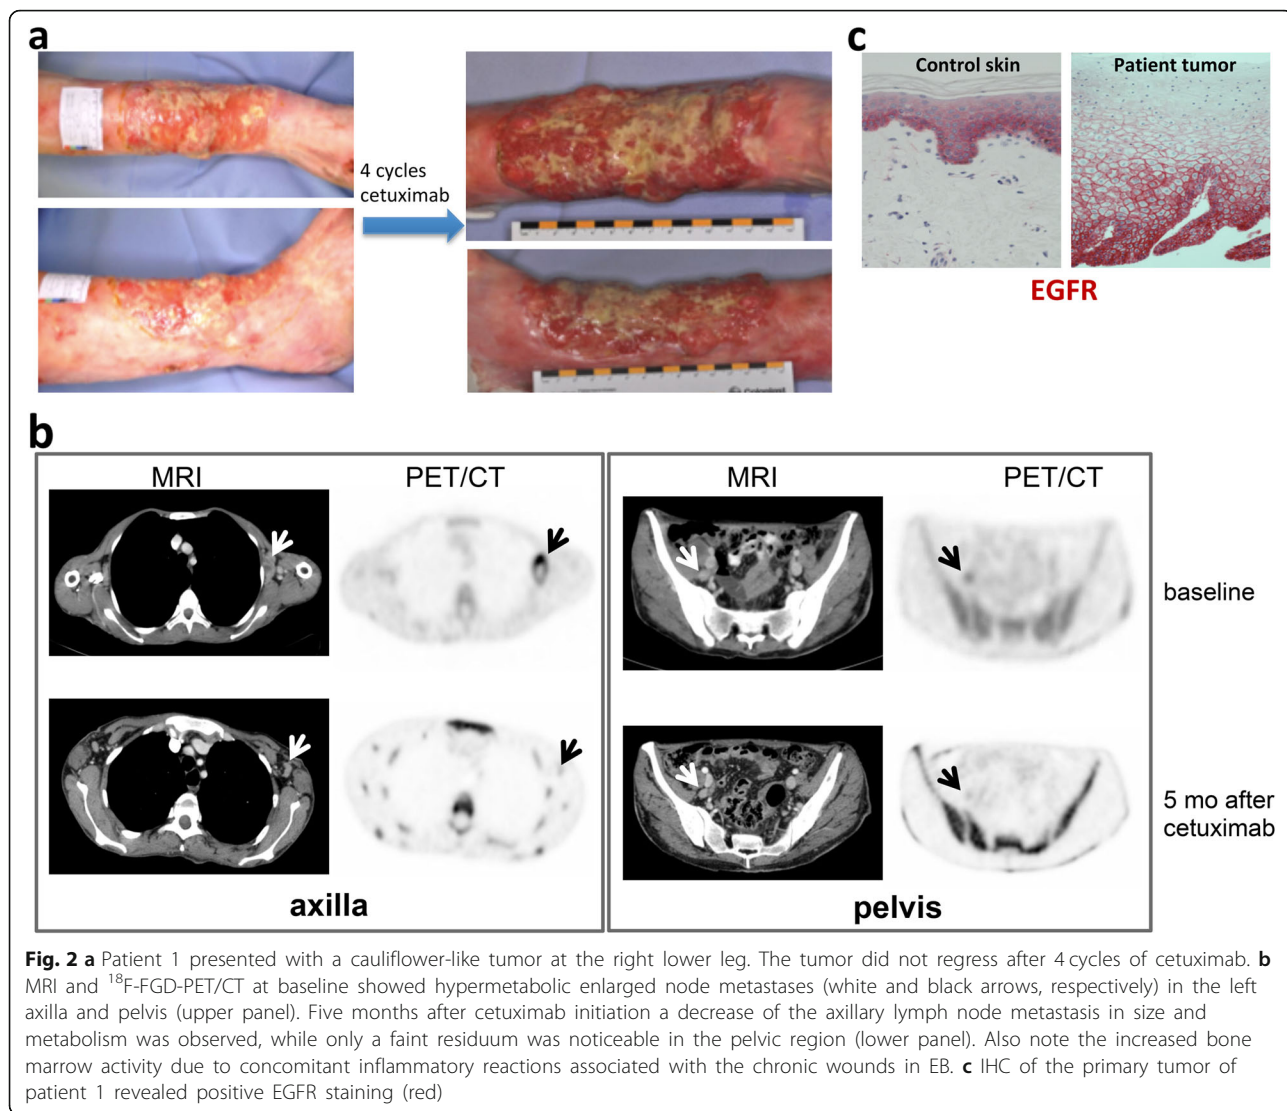 a
c
Control skin
Patient tumor
4 cycles
cetuximab
EGFR
Coloplast
b
MRI
PET/CT
MRI
PET/CT
baseline
5 mo after
cetuximab
axilla
pelvis
Fig. 2 a Patient 1 presented with a cauliflower-like tumor at the right lower leg. The tumor did not regress after 4 cycles of cetuximab. b
MRI and 18F-FGD-PET/CT at baseline showed hypermetabolic enlarged node metastases (white and black arrows, respectively) in the left
axilla and pelvis (upper panel). Five months after cetuximab initiation a decrease of the axillary lymph node metastasis in size and
metabolism was observed, while only a faint residuum was noticeable in the pelvic region (lower panel). Also note the increased bone
marrow activity due to concomitant inflammatory reactions associated with the chronic wounds in EB. c IHC of the primary tumor of
patient 1 revealed positive EGFR staining (red)